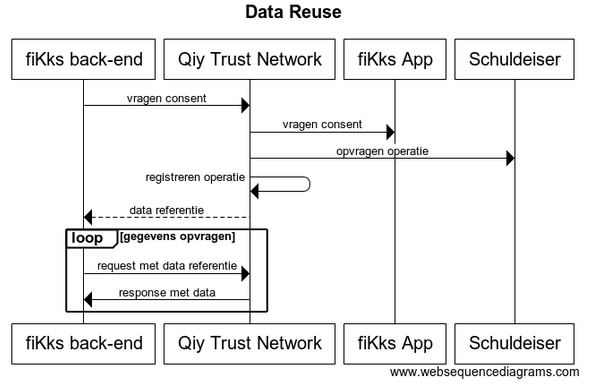 Data Reuse
fiKks back-end
Qiy Trust Network
fiKks App
Schuldeiser
vragen consent
vragen consent
opvragen operatie
registreren operatie
data referentie
loop [gegevens opvragen]
request met data referentie
response met data
fiKks back-end
Qiy Trust Network
fiKks App
Schuldeiser
www.websequencediagrams.com